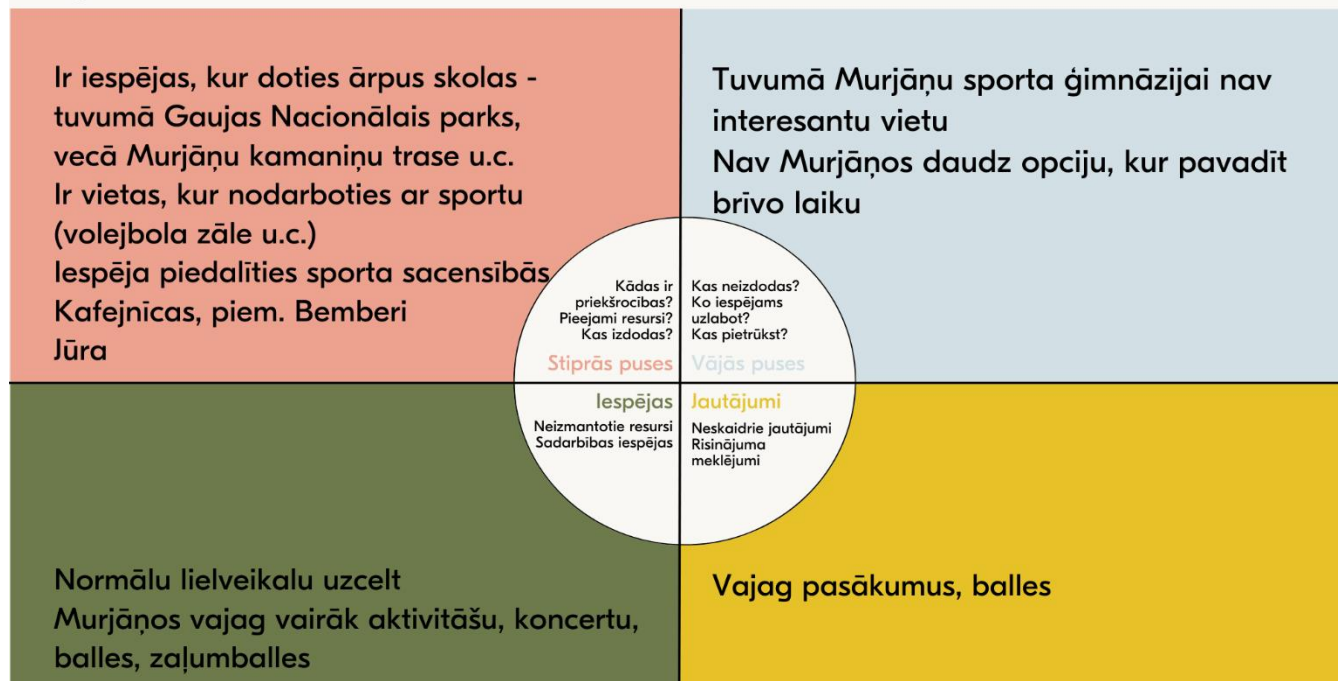 Ir iespējas, kur doties ārpus skolas -
tuvumā Gaujas Nacionālais parks,
vecā Murjāņu kamaniņu trase u.c.
Ir vietas, kur nodarboties ar sportu
(volejbola zāle u.c.)
Iespēja piedalīties sporta sacensībās
Kafejnīcas, piem. Bemberi
Jūra
Tuvumā Murjāņu sporta ģimnāzijai nav
interesantu vietu
Nav Murjāņos daudz opciju, kur pavadīt
brīvo laiku
Kādas ir
priekšrocības?
Pieejami resursi?
Kas izdodas?
Stiprās puses
Kas neizdodas?
Ko iespējams
uzlabot?
Kas pietrūkst?
Vājās puses
Iespējas
Neizmantotie resursi
Sadarbības iespējas
Jautājumi
Neskaidrie jautājumi
Risinājuma
meklējumi
Normālu lielveikalu uzcelt
Murjāņos vajag vairāk aktivitāšu, koncertu,
balles, zaļumballes
Vajag pasākumus, balles